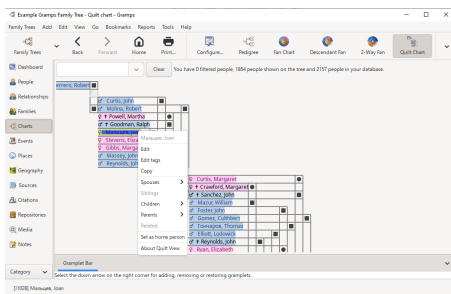 Example Gramps Family Tree - Quilt chart - Gramps
Family Trees Add Edit View Go Bookmarks Reports Tools Help
Family Trees Back Forward Home Print... Configure... Pedigree Fan Chart Descendant Fan 2-Way Fan Quilt Chart
Dashboard
People
Relationships
Families
Charts
Events
Places
Geography
Sources
Citations
Repositories
Media
Notes
Category
Clear You have 0 filtered people, 1854 people shown on the tree and 2157 people in your database.
Robert
♂ Curtis, John
♂ Molina, Robert
♀ ✝ Powell, Martha
♂ ✝ Goodman, Ralph
♀ Stevens, Eliza
♀ Gibbs, Marga
♂ Massey, John
♂ Reynolds, Joh
Мальцев, Joan
Edit
Edit tags
Copy
Spouses
Siblings
Children
Parents
Related
Set as home person
About Quilt View
♀ Curtis, Margaret
♀ ✝ Crawford, Margaret
♂ ✝ Sanchez, John
♂ Mazur, William
♂ Foster, John
♂ Gomez, Cuthbert
♂ Гончаров, Thomas
♂ Elliott, Lodowick
♂ ✝ Reynolds, John
♀ Ryan, Elizabeth
Gramplet Bar
Select the down arrow on the right corner for adding, removing or restoring gramplets.
[I1028] Мальцев, Joan